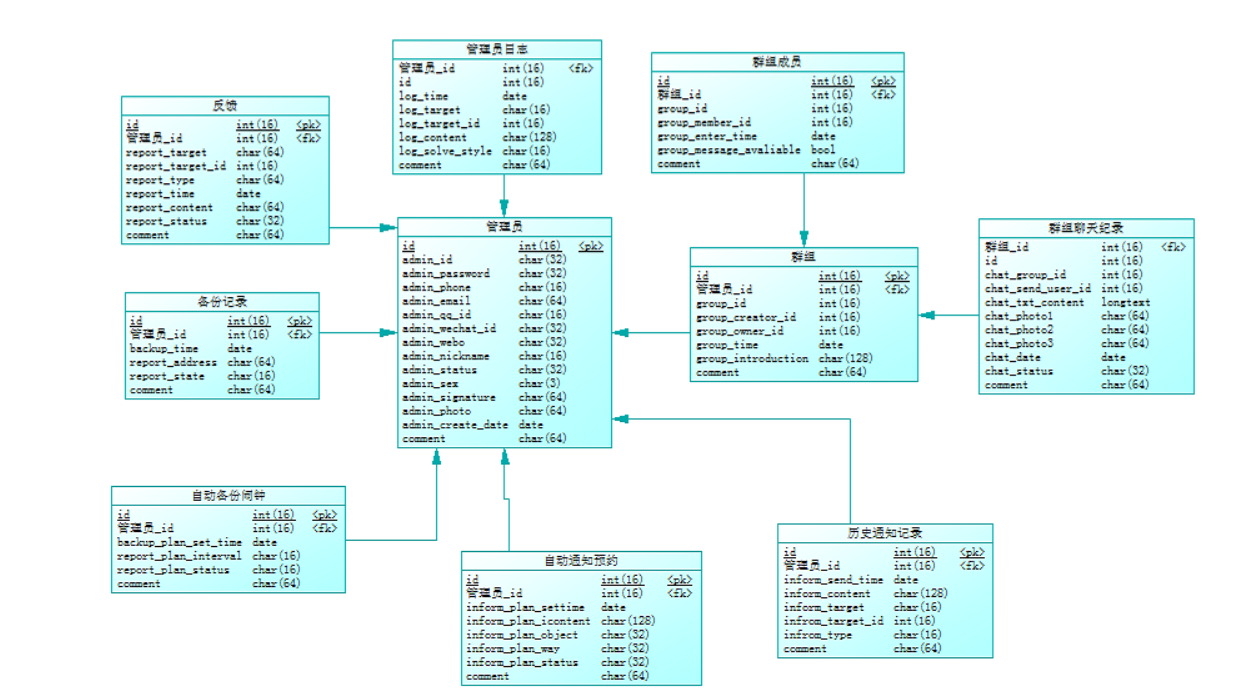 管理员日志
管理员_id int(16) <fk>
id int(16)
log_time date
log_target char(16)
log_target_id int(16)
log_content char(128)
log_solve_style char(16)
comment char(64)
群组成员
id int(16) <pk>
群组_id int(16) <fk>
group_id int(16)
group_member_id int(16)
group_enter_time date
group_message_avaliable bool
comment char(64)
反馈
id int(16) <pk>
管理员_id int(16) <fk>
report_target char(64)
report_target_id int(16)
report_type char(64)
report_time date
report_content char(64)
report_status char(32)
comment char(64)
管理员
id int(16) <pk>
admin_id char(32)
admin_password char(32)
admin_phone char(16)
admin_email char(64)
admin_qq_id char(16)
admin_wechat_id char(32)
admin_webo char(32)
admin_nickname char(16)
admin_status char(32)
admin_sex char(3)
admin_signature char(64)
admin_photo char(64)
admin_create_date date
comment char(64)
群组
id int(16) <pk>
管理员_id int(16) <fk>
group_id int(16)
group_creator_id int(16)
group_owner_id int(16)
group_time date
group_introduction char(128)
comment char(64)
群组聊天纪录
群组_id int(16) <fk>
id int(16)
chat_group_id int(16)
chat_send_user_id int(16)
chat_txt_content longtext
chat_photo1 char(64)
chat_photo2 char(64)
chat_photo3 char(64)
chat_date date
chat_status char(32)
comment char(64)
备份记录
id int(16) <pk>
管理员_id int(16) <fk>
backup_time date
report_address char(64)
report_state char(16)
comment char(64)
自动备份闹钟
id int(16) <pk>
管理员_id int(16) <fk>
backup_plan_set_time date
report_plan_interval char(16)
report_plan_status char(16)
comment char(64)
自动通知预约
id int(16) <pk>
管理员_id int(16) <fk>
inform_plan_settime date
inform_plan_icontent char(128)
inform_plan_object char(32)
inform_plan_way char(32)
inform_plan_status char(32)
comment char(64)
历史通知记录
id int(16) <pk>
管理员_id int(16) <fk>
inform_send_time date
inform_content char(128)
inform_target char(16)
infrom_target_id int(16)
infrom_type char(16)
comment char(64)